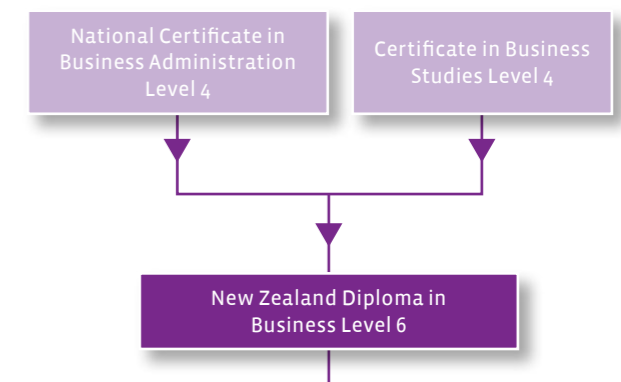 National Certificate in
Business Administration
Level 4
Certificate in Business
Studies Level 4
New Zealand Diploma in
Business Level 6